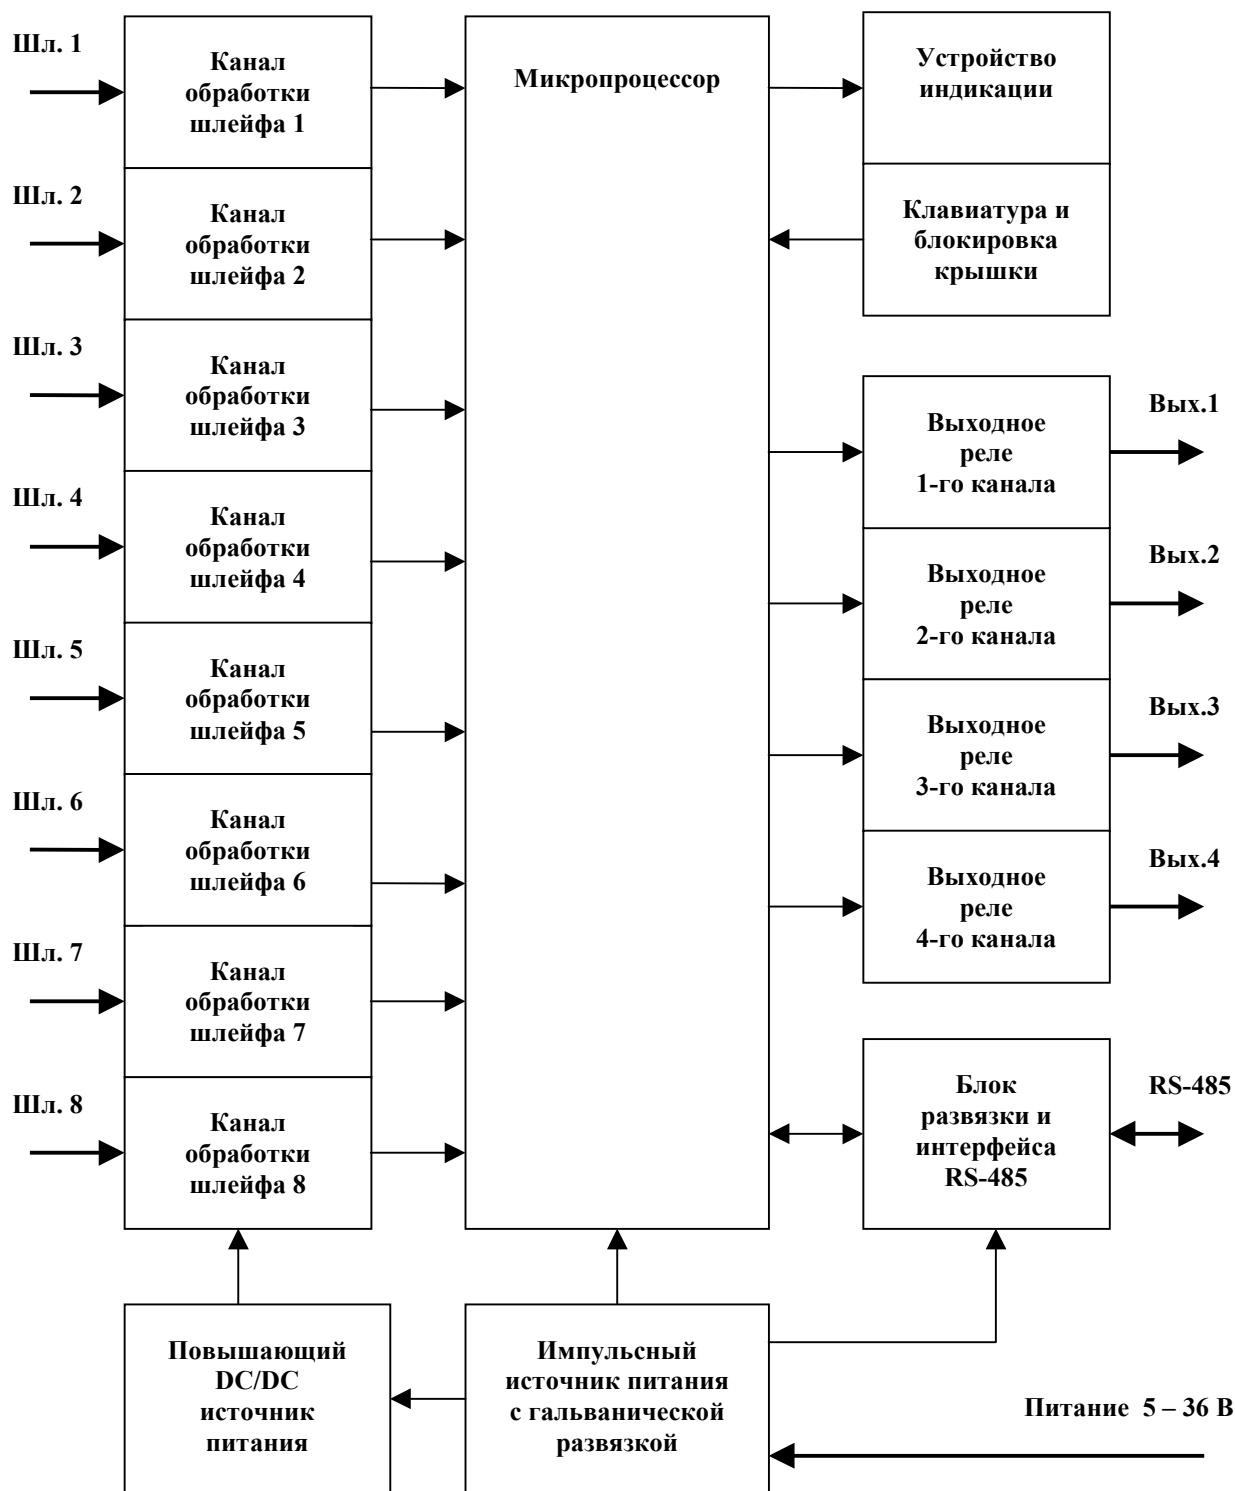 Шл. 1
Канал
обработки
шлейфа 1
Шл. 2
Канал
обработки
шлейфа 2
Шл. 3
Канал
обработки
шлейфа 3
Шл. 4
Канал
обработки
шлейфа 4
Шл. 5
Канал
обработки
шлейфа 5
Шл. 6
Канал
обработки
шлейфа 6
Шл. 7
Канал
обработки
шлейфа 7
Шл. 8
Канал
обработки
шлейфа 8
Микропроцессор
Устройство
индикации
Клавиатура и
блокировка
крышки
Выходное
реле
1-го канала
Вых.1
Выходное
реле
2-го канала
Вых.2
Выходное
реле
3-го канала
Вых.3
Выходное
реле
4-го канала
Вых.4
Блок
развязки и
интерфейса
RS-485
RS-485
Повышающий
DC/DC
источник
питания
Импульсный
источник питания
с гальванической
развязкой
Питание 5 – 36 В